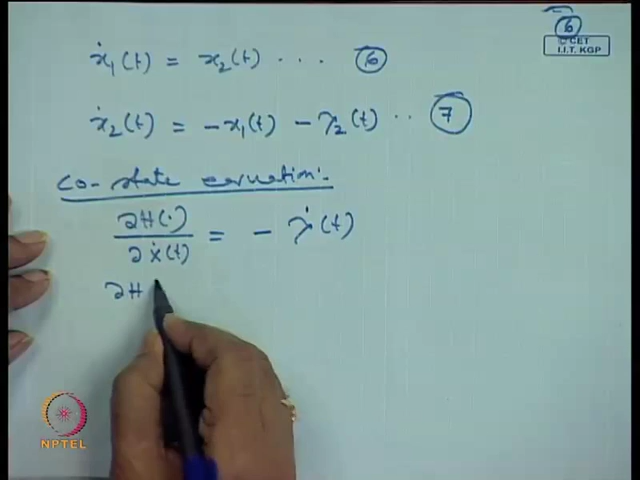 6
© CET
I.I.T. KGP
ẋ₁(t) = x₂(t) ... ⑥
ẋ₂(t) = -x₁(t) - λ₂(t) .. ⑦
Co-state equation:
∂H(·)/∂ẋ(t) = - λ̇(t)
∂H
NPTEL